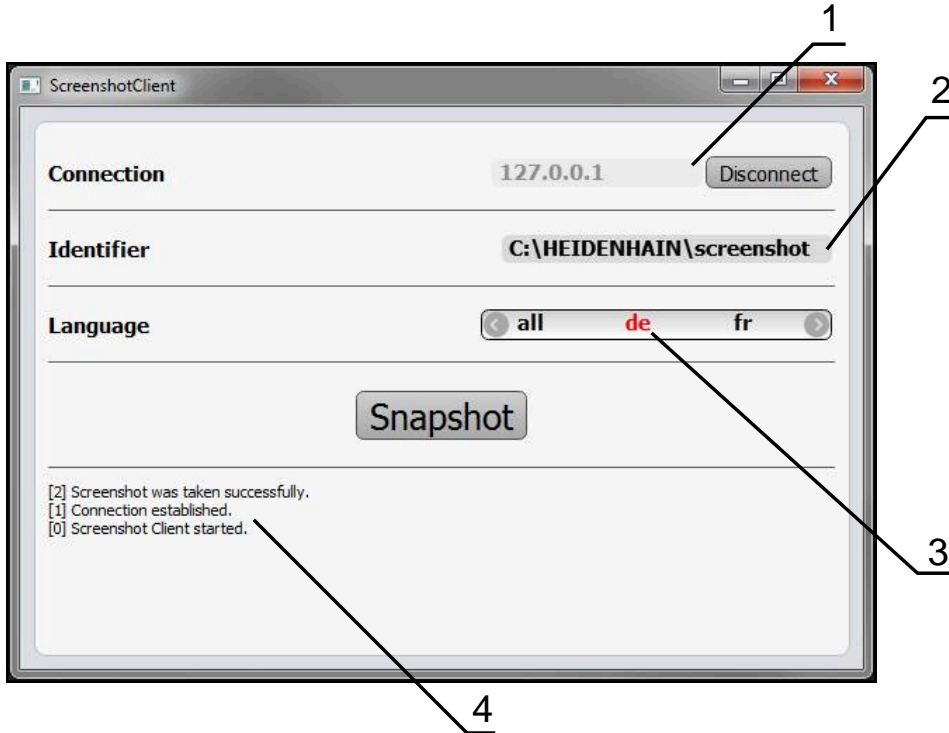 1
ScreenshotClient
2
Connection 127.0.0.1 Disconnect
Identifier C:\HEIDENHAIN\screenshot
Language all de fr
Snapshot
[2] Screenshot was taken successfully.
[1] Connection established.
[0] Screenshot Client started.
3
4